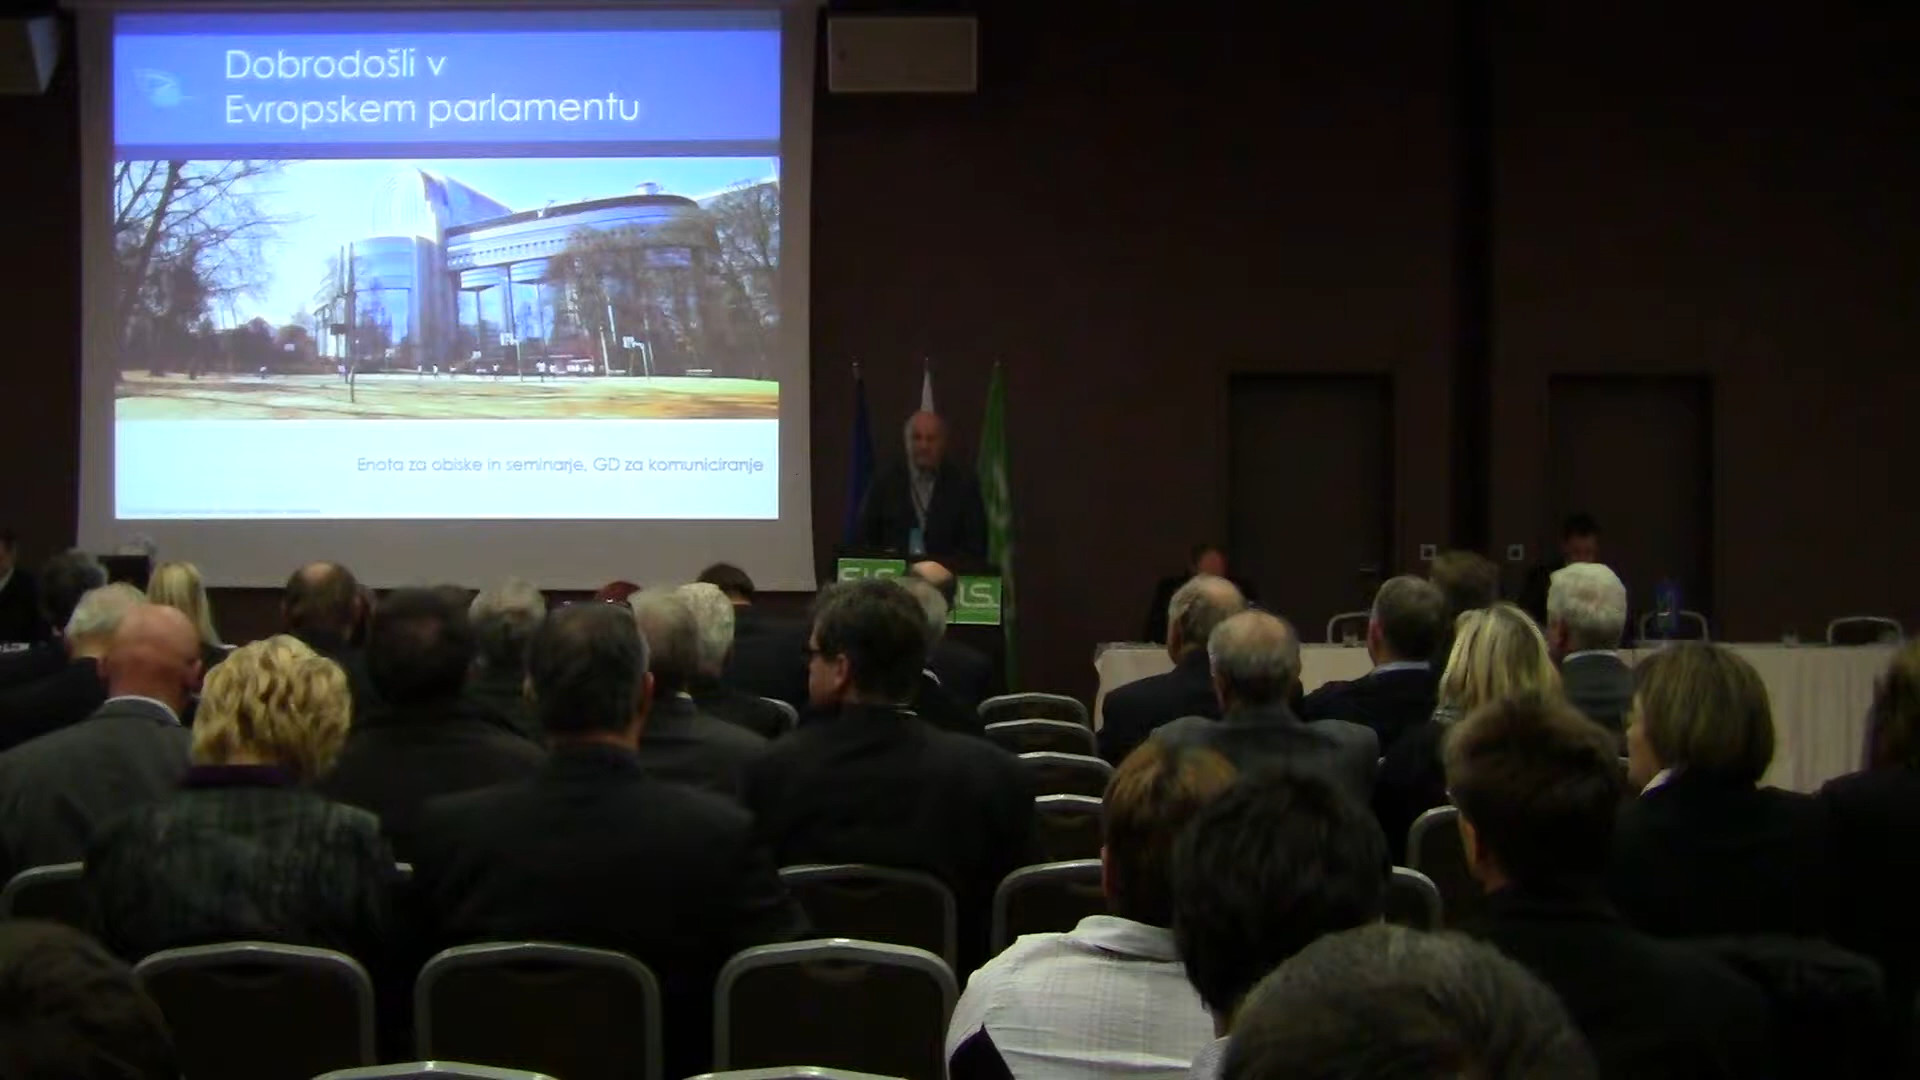 Dobrodošli v
Evropskem parlamentu
Enota za obiske in seminarje, GD za komuniciranje